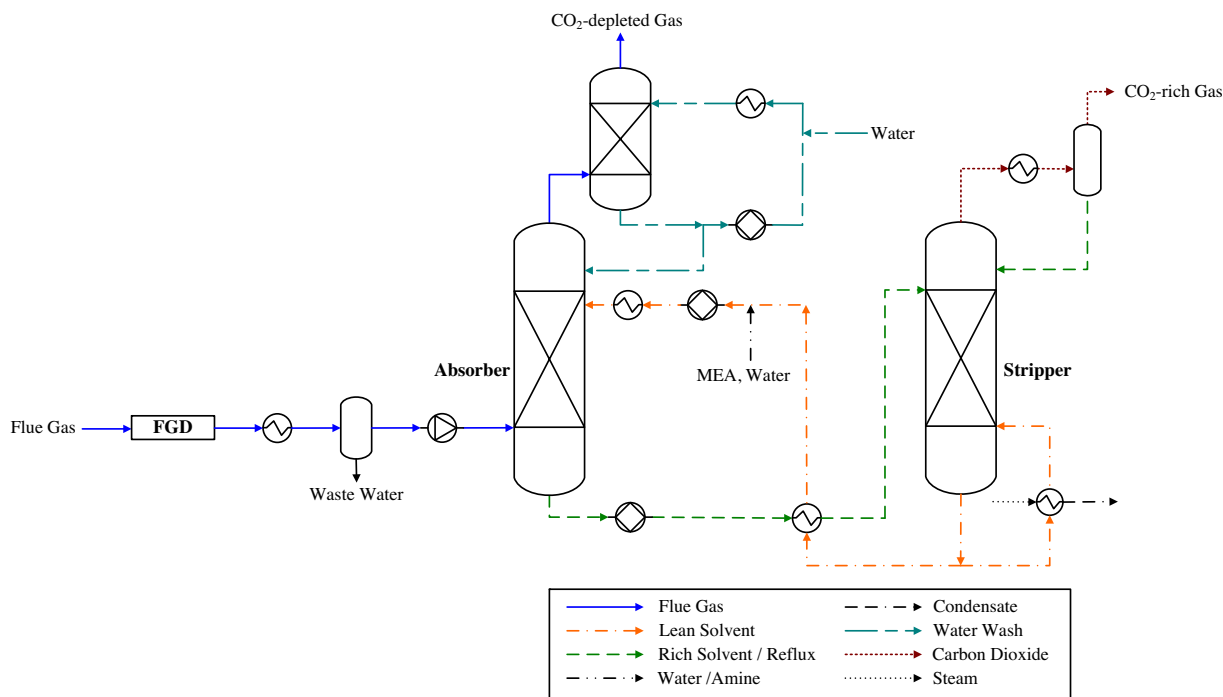 CO₂-depleted Gas
CO₂-rich Gas
Water
Absorber
MEA, Water
Stripper
Flue Gas
FGD
Waste Water
Flue Gas
Lean Solvent
Rich Solvent / Reflux
Water /Amine
Condensate
Water Wash
Carbon Dioxide
Steam